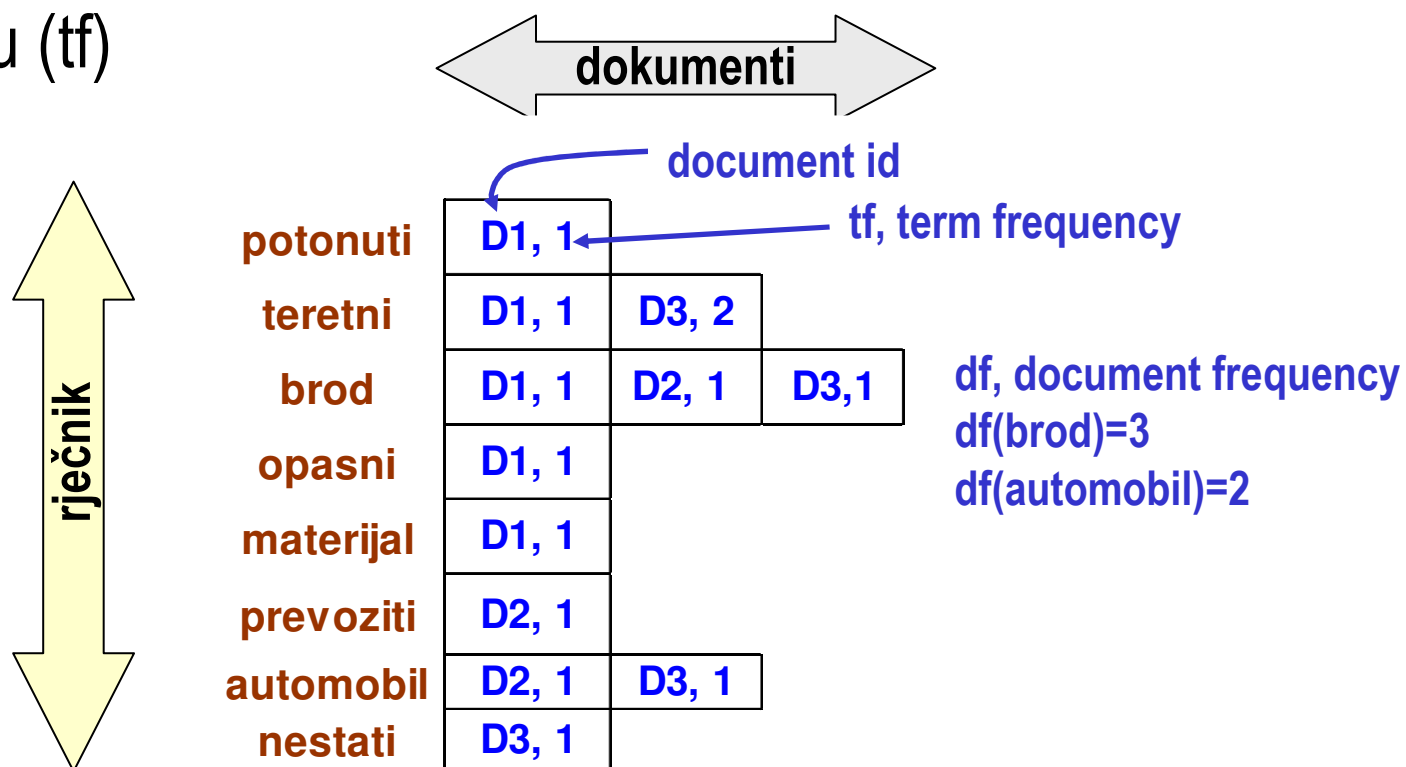 u (tf)
dokumenti
document id
tf, term frequency
potonuti D1, 1
teretni D1, 1 D3, 2
brod D1, 1 D2, 1 D3,1
opasni D1, 1
materijal D1, 1
prevoziti D2, 1
automobil D2, 1 D3, 1
nestati D3, 1
rječnik
df, document frequency
df(brod)=3
df(automobil)=2